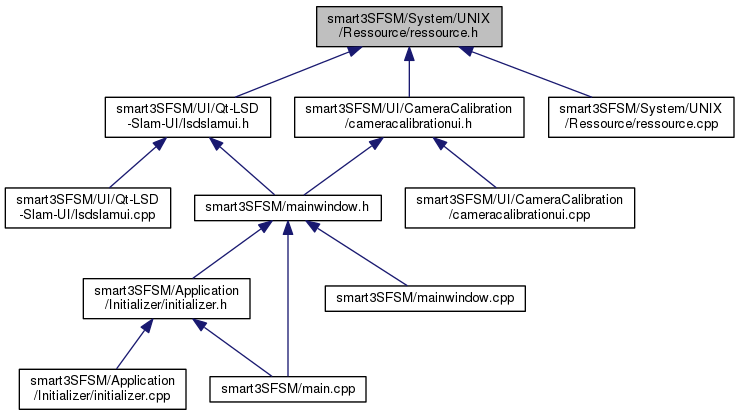 smart3SFSM/System/UNIX
/Ressource/ressource.h
smart3SFSM/UI/Qt-LSD
-Slam-UI/lsdslamui.h
smart3SFSM/UI/CameraCalibration
/cameracalibrationui.h
smart3SFSM/System/UNIX
/Ressource/ressource.cpp
smart3SFSM/UI/Qt-LSD
-Slam-UI/lsdslamui.cpp
smart3SFSM/mainwindow.h
smart3SFSM/UI/CameraCalibration
/cameracalibrationui.cpp
smart3SFSM/Application
/Initializer/initializer.h
smart3SFSM/mainwindow.cpp
smart3SFSM/Application
/Initializer/initializer.cpp
smart3SFSM/main.cpp